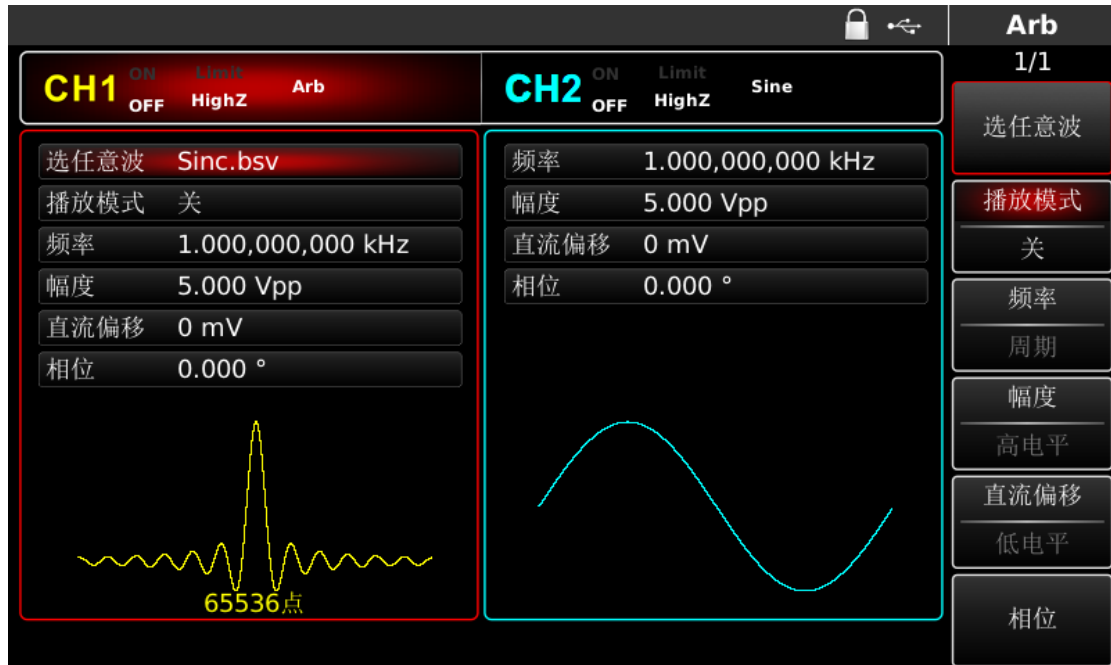 Arb
1/1
CH1 ON OFF Limit HighZ Arb
CH2 ON OFF Limit HighZ Sine
选任意波 Sinc.bsv
播放模式 关
频率 1.000,000,000 kHz
幅度 5.000 Vpp
直流偏移 0 mV
相位 0.000 °
65536点
频率 1.000,000,000 kHz
幅度 5.000 Vpp
直流偏移 0 mV
相位 0.000 °
选任意波
播放模式
关
频率
周期
幅度
高电平
直流偏移
低电平
相位